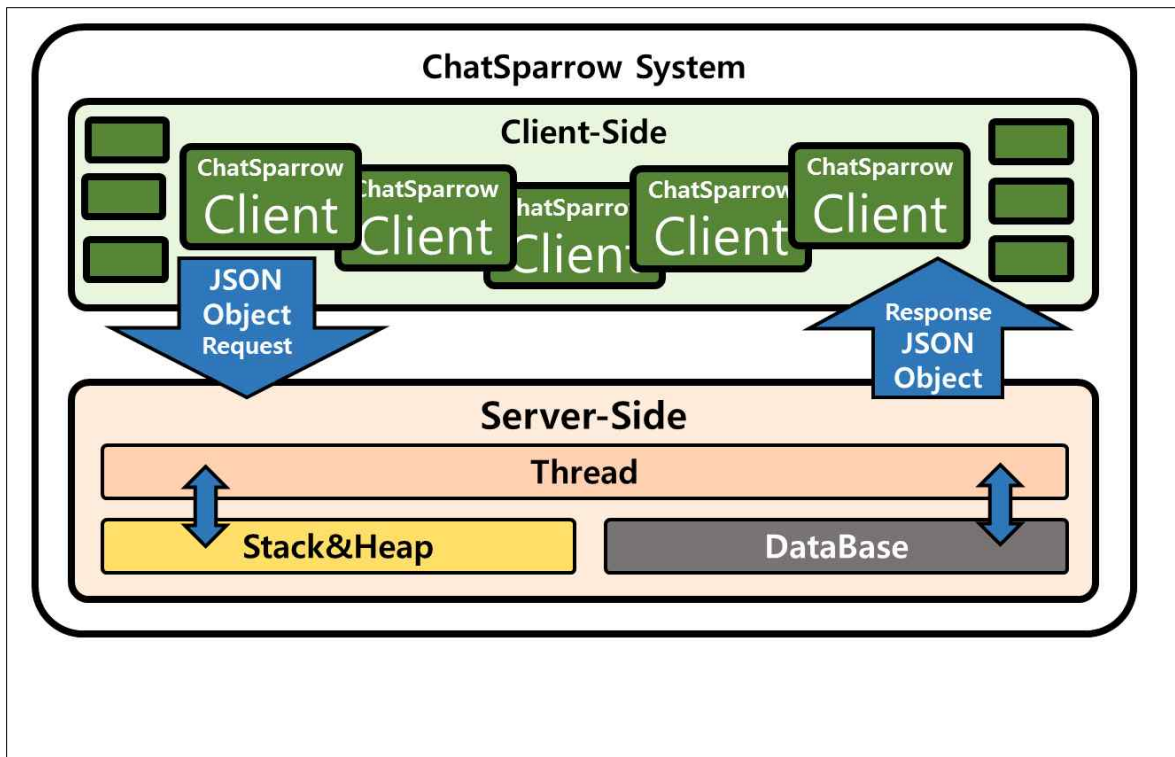 ChatSparrow System
Client-Side
ChatSparrow
Client
ChatSparrow
Client
ChatSparrow
Client
ChatSparrow
Client
ChatSparrow
Client
JSON
Object
Request
Response
JSON
Object
Server-Side
Thread
Stack&Heap
DataBase